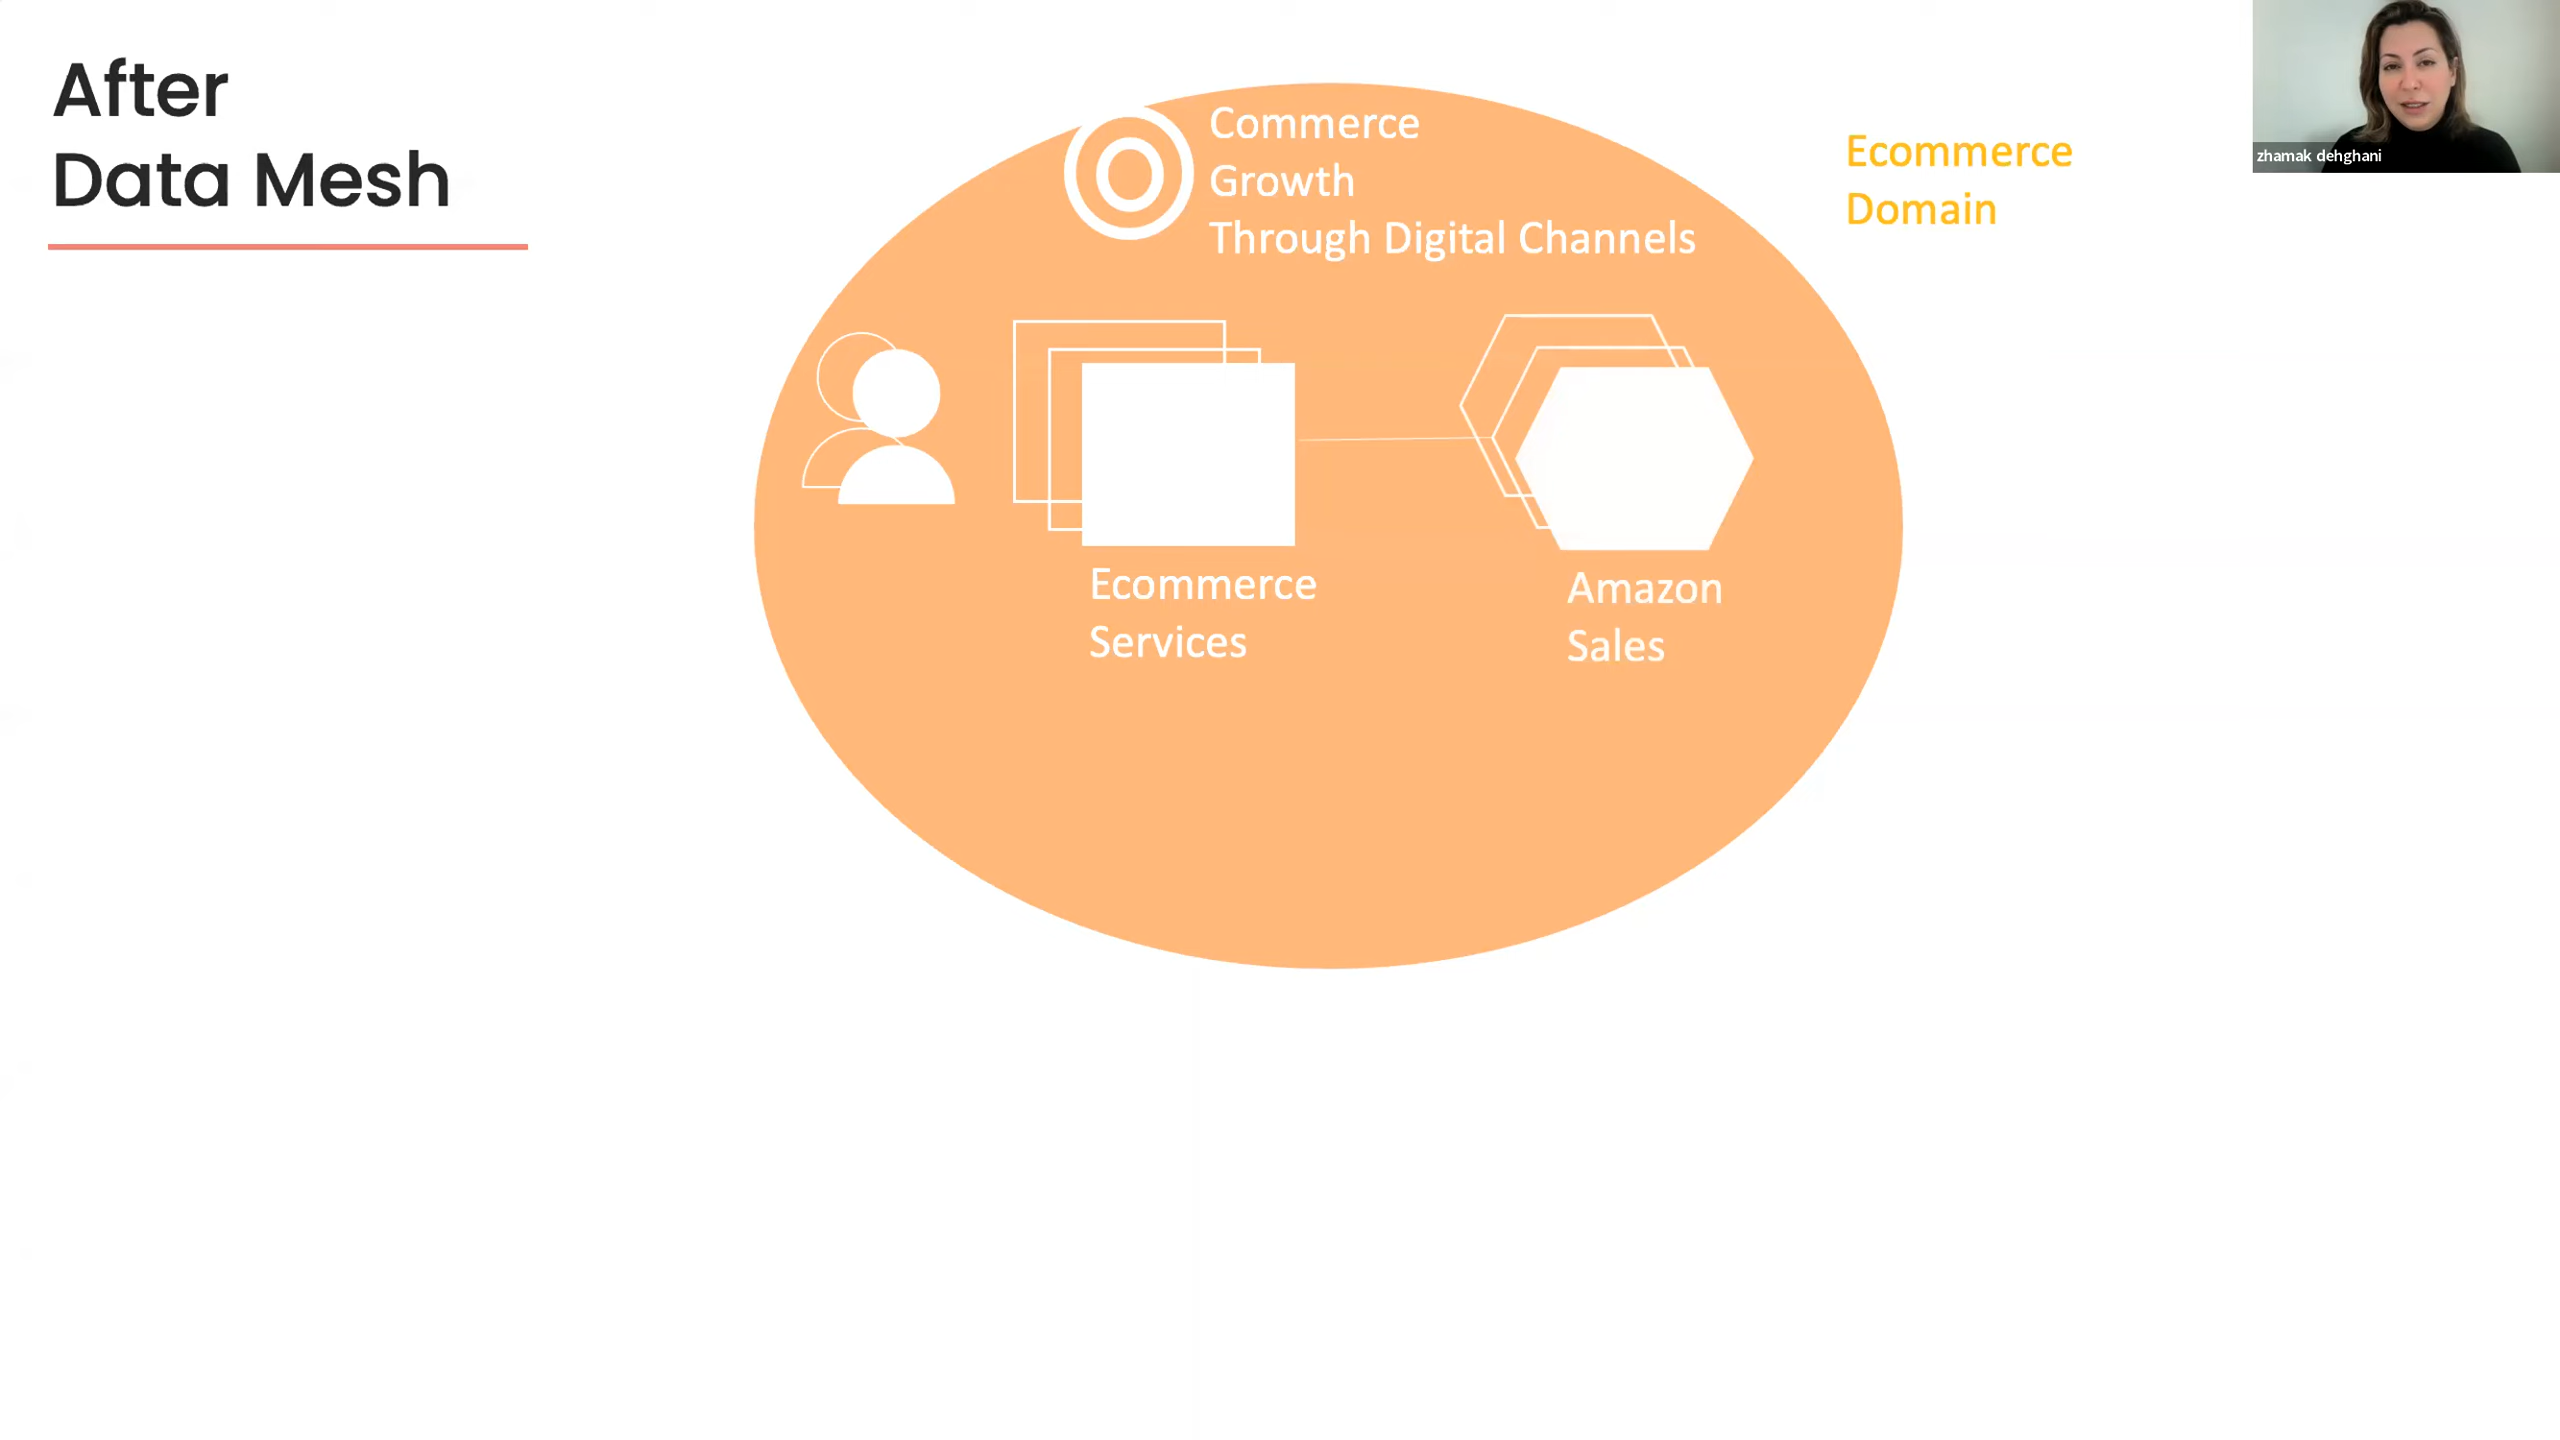 After
Data Mesh
Commerce
Growth
Through Digital Channels
Ecommerce
Domain
zhamak dehghani
Ecommerce
Services
Amazon
Sales